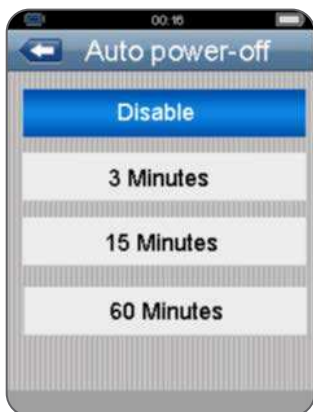 00:16
Auto power-off
Disable
3 Minutes
15 Minutes
60 Minutes